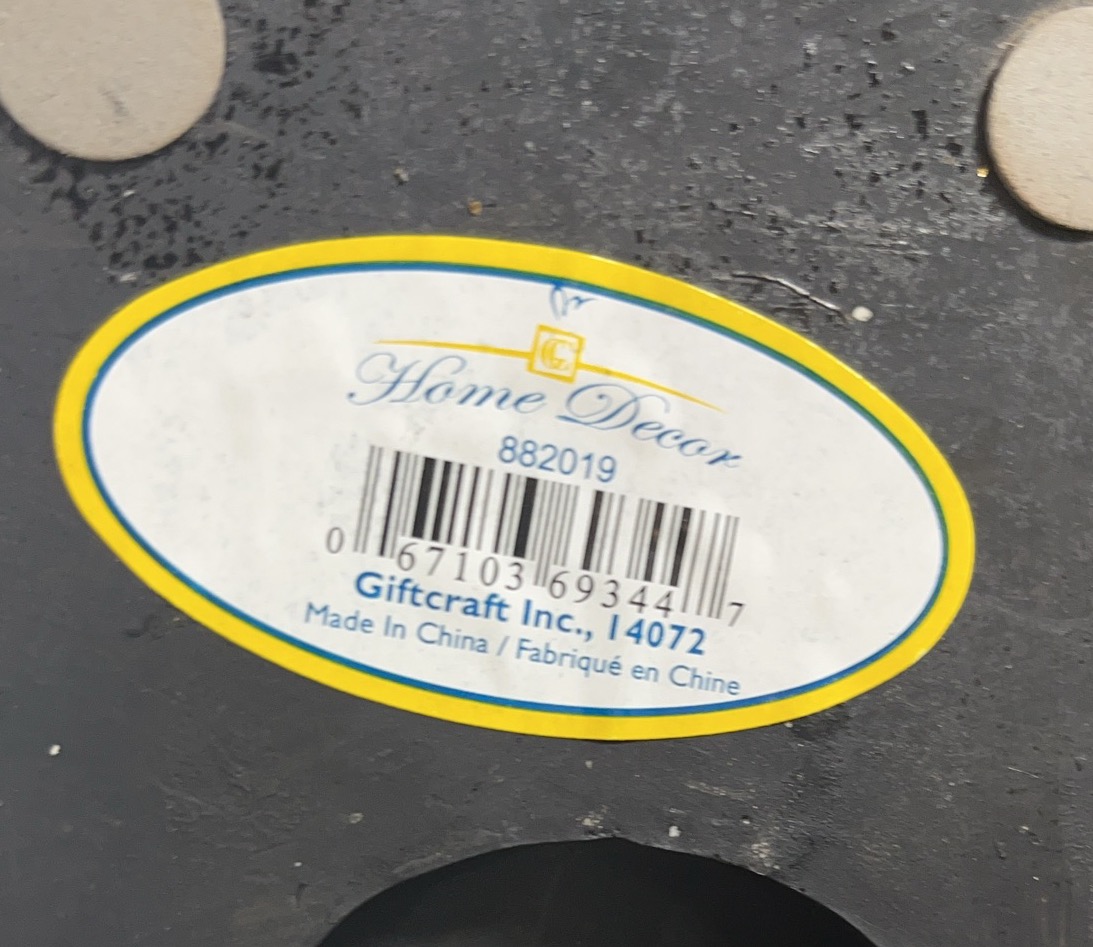 G
Home Decor
882019
0 67103 69344 7
Giftcraft Inc., 14072
Made In China / Fabriqué en Chine